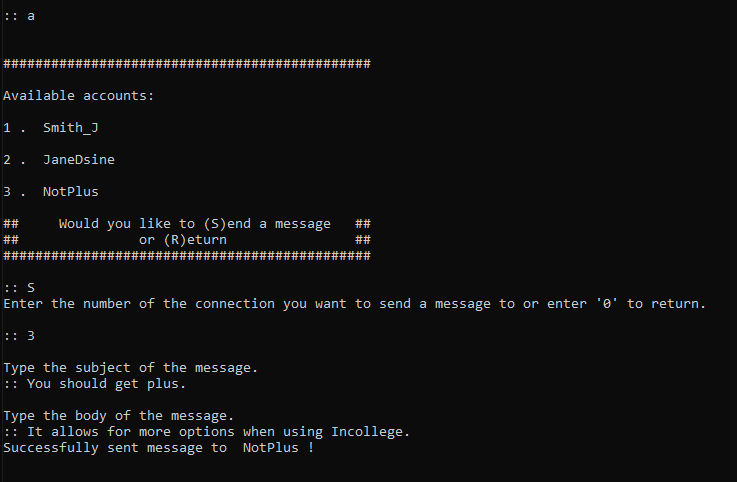 :: a
##############################################
Available accounts:
1 .  Smith_J
2 .  JaneDsine
3 .  NotPlus
##     Would you like to (S)end a message   ##
##               or (R)eturn                ##
##############################################
:: S
Enter the number of the connection you want to send a message to or enter '0' to return.
:: 3
Type the subject of the message.
:: You should get plus.
Type the body of the message.
:: It allows for more options when using Incollege.
Successfully sent message to  NotPlus !